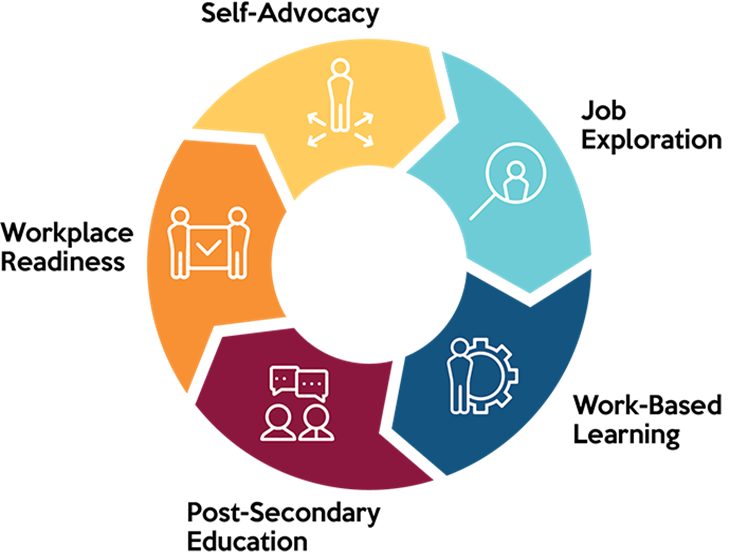 Self-Advocacy
Job
Exploration
Work-Based
Learning
Post-Secondary
Education
Workplace
Readiness